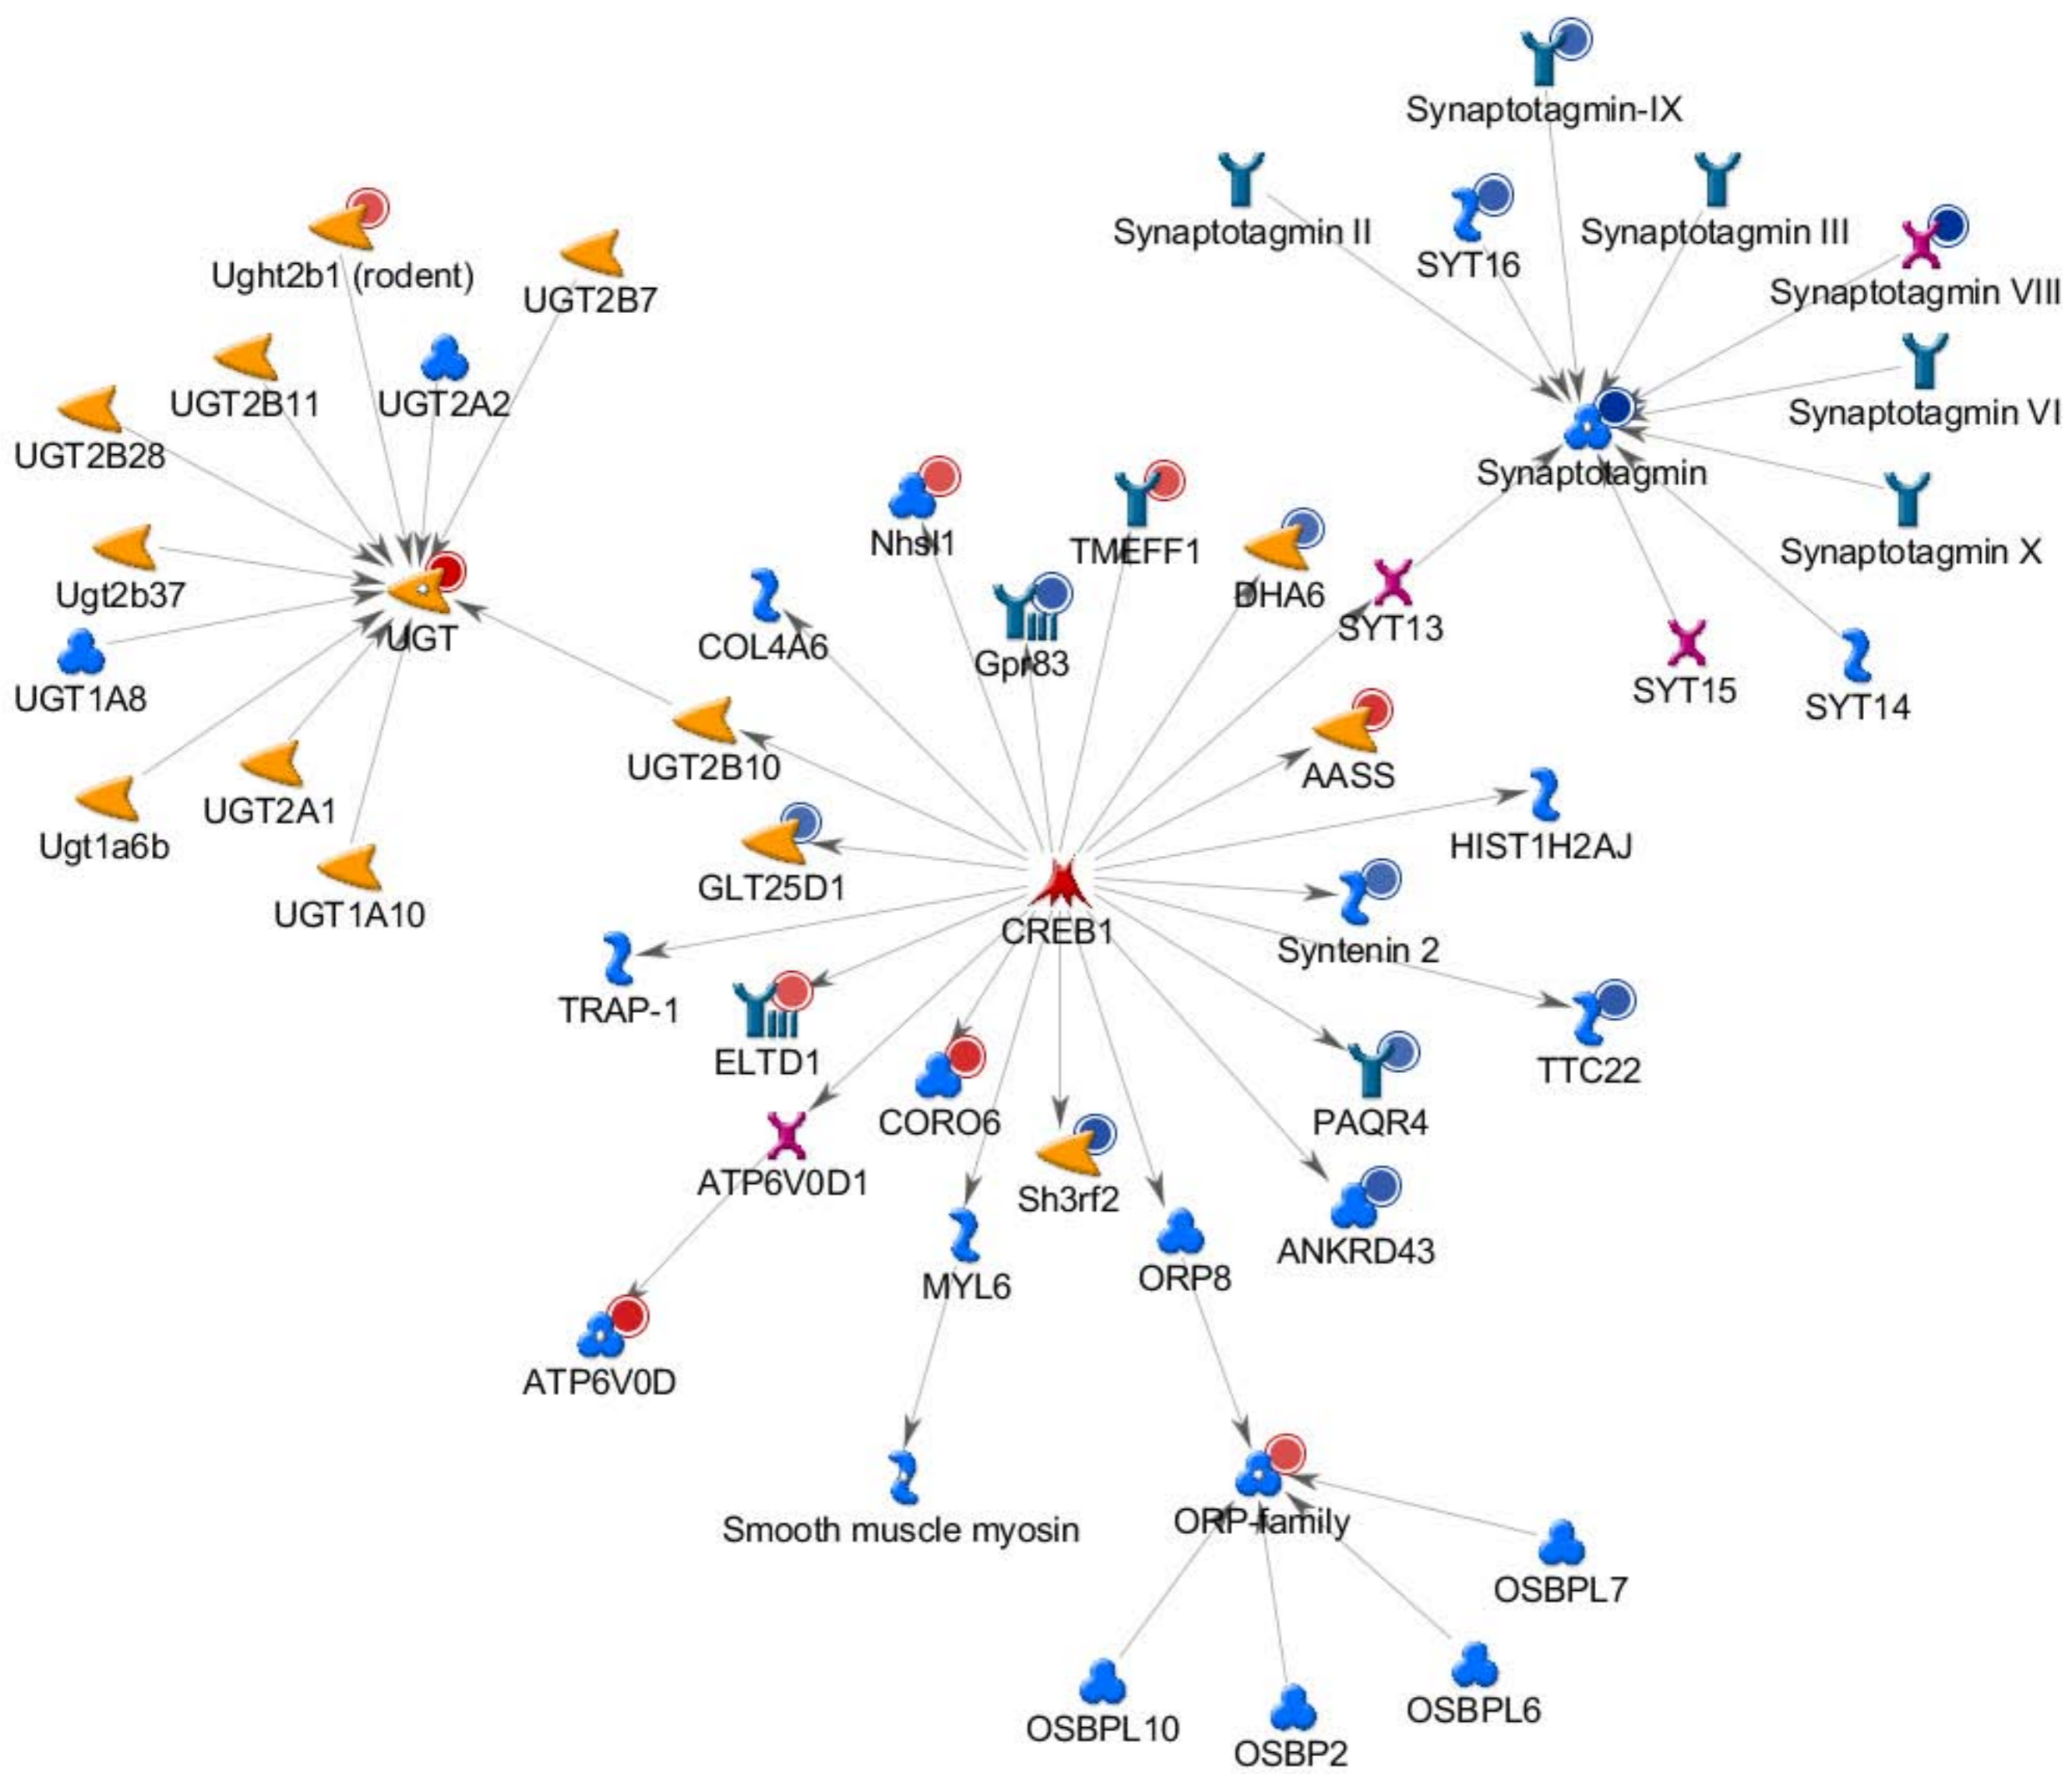 Synaptotagmin-IX
Synaptotagmin II
SYT16
Synaptotagmin III
Synaptotagmin VIII
Synaptotagmin VI
Synaptotagmin
Synaptotagmin X
SYT13
SYT15
SYT14
Ught2b1 (rodent)
UGT2B7
UGT2B11
UGT2A2
UGT2B28
Ugt2b37
UGT
UGT1A8
UGT2A1
Ugt1a6b
UGT1A10
Nhsl1
TMEFF1
DHA6
COL4A6
Gpr83
UGT2B10
AASS
HIST1H2AJ
GLT25D1
CREB1
Syntenin 2
TRAP-1
ELTD1
TTC22
CORO6
PAQR4
ATP6V0D1
Sh3rf2
ANKRD43
MYL6
ORP8
ATP6V0D
Smooth muscle myosin
ORP-family
OSBPL7
OSBPL10
OSBP2
OSBPL6